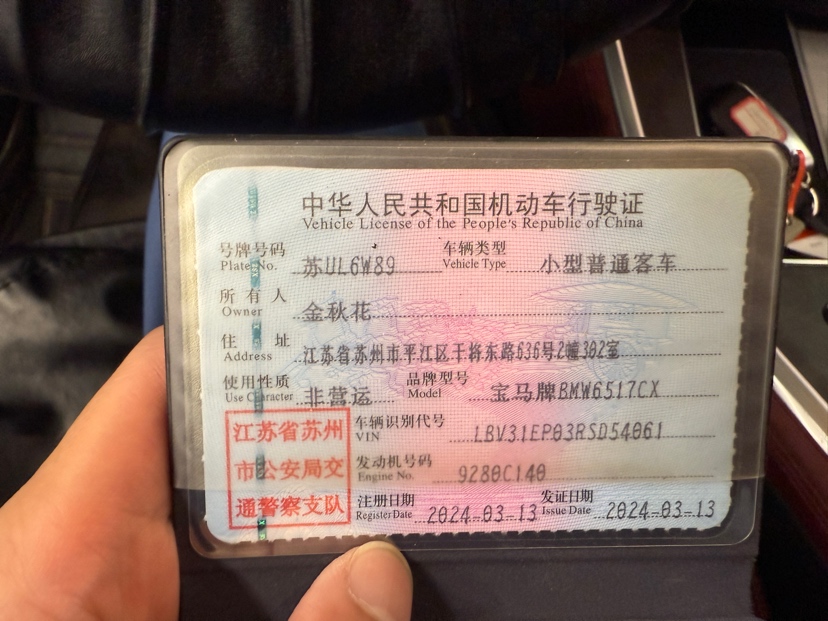 中华人民共和国机动车行驶证
Vehicle License of the People's Republic of China
号牌号码 苏UL6W89 车辆类型 小型普通客车
Plate No. Vehicle Type
所有人 金秋花
Owner
住址 江苏省苏州市平江区干将东路636号2幢302室
Address
使用性质 非营运 品牌型号 宝马牌BMW6517CX
Use Character Model
江苏省苏州
市公安局交
通警察支队
车辆识别代号 LBV31EP03RSD54061
VIN
发动机号码 9280C140
Engine No.
注册日期 2024-03-13 发证日期 2024-03-13
Register Date Issue Date